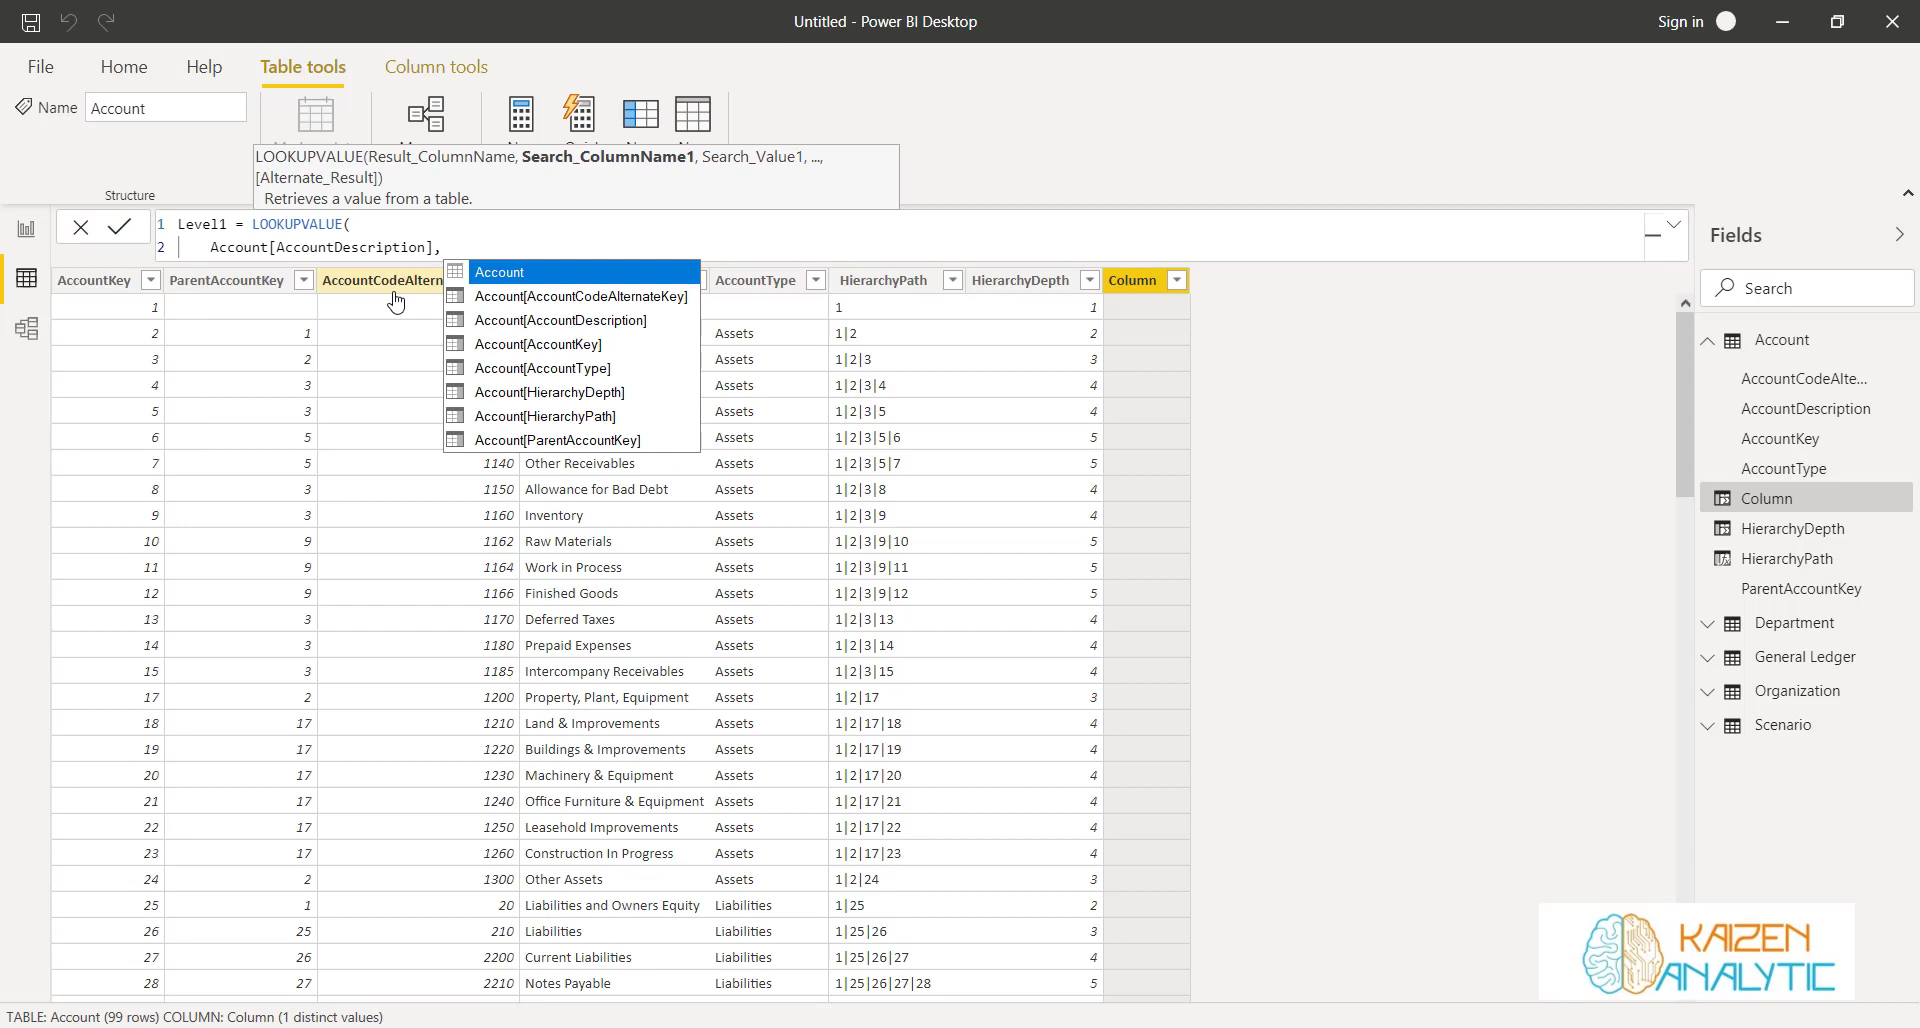 Untitled - Power BI Desktop
Sign in
File Home Help Table tools Column tools
Name Account
Structure
LOOKUPVALUE(Result_ColumnName, Search_ColumnName1, Search_Value1, ...,
[Alternate_Result])
Retrieves a value from a table.
1 Level1 = LOOKUPVALUE(
2 Account[AccountDescription],
Account
Account[AccountCodeAlternateKey]
Account[AccountDescription]
Account[AccountKey]
Account[AccountType]
Account[HierarchyDepth]
Account[HierarchyPath]
Account[ParentAccountKey]
AccountKey ParentAccountKey AccountCodeAltern AccountType HierarchyPath HierarchyDepth Column
1 1 1
2 1 Assets 1|2 2
3 2 Assets 1|2|3 3
4 3 Assets 1|2|3|4 4
5 3 Assets 1|2|3|5 4
6 5 Assets 1|2|3|5|6 5
7 5 1140 Other Receivables Assets 1|2|3|5|7 5
8 3 1150 Allowance for Bad Debt Assets 1|2|3|8 4
9 3 1160 Inventory Assets 1|2|3|9 4
10 9 1162 Raw Materials Assets 1|2|3|9|10 5
11 9 1164 Work in Process Assets 1|2|3|9|11 5
12 9 1166 Finished Goods Assets 1|2|3|9|12 5
13 3 1170 Deferred Taxes Assets 1|2|3|13 4
14 3 1180 Prepaid Expenses Assets 1|2|3|14 4
15 3 1185 Intercompany Receivables Assets 1|2|3|15 4
17 2 1200 Property, Plant, Equipment Assets 1|2|17 3
18 17 1210 Land & Improvements Assets 1|2|17|18 4
19 17 1220 Buildings & Improvements Assets 1|2|17|19 4
20 17 1230 Machinery & Equipment Assets 1|2|17|20 4
21 17 1240 Office Furniture & Equipment Assets 1|2|17|21 4
22 17 1250 Leasehold Improvements Assets 1|2|17|22 4
23 17 1260 Construction In Progress Assets 1|2|17|23 4
24 2 1300 Other Assets Assets 1|2|24 3
25 1 20 Liabilities and Owners Equity Liabilities 1|25 2
26 25 210 Liabilities Liabilities 1|25|26 3
27 26 2200 Current Liabilities Liabilities 1|25|26|27 4
28 27 2210 Notes Payable Liabilities 1|25|26|27|28 5
Fields
Search
Account
AccountCodeAlte...
AccountDescription
AccountKey
AccountType
Column
HierarchyDepth
HierarchyPath
ParentAccountKey
Department
General Ledger
Organization
Scenario
KAIZEN
ANALYTIC
TABLE: Account (99 rows) COLUMN: Column (1 distinct values)